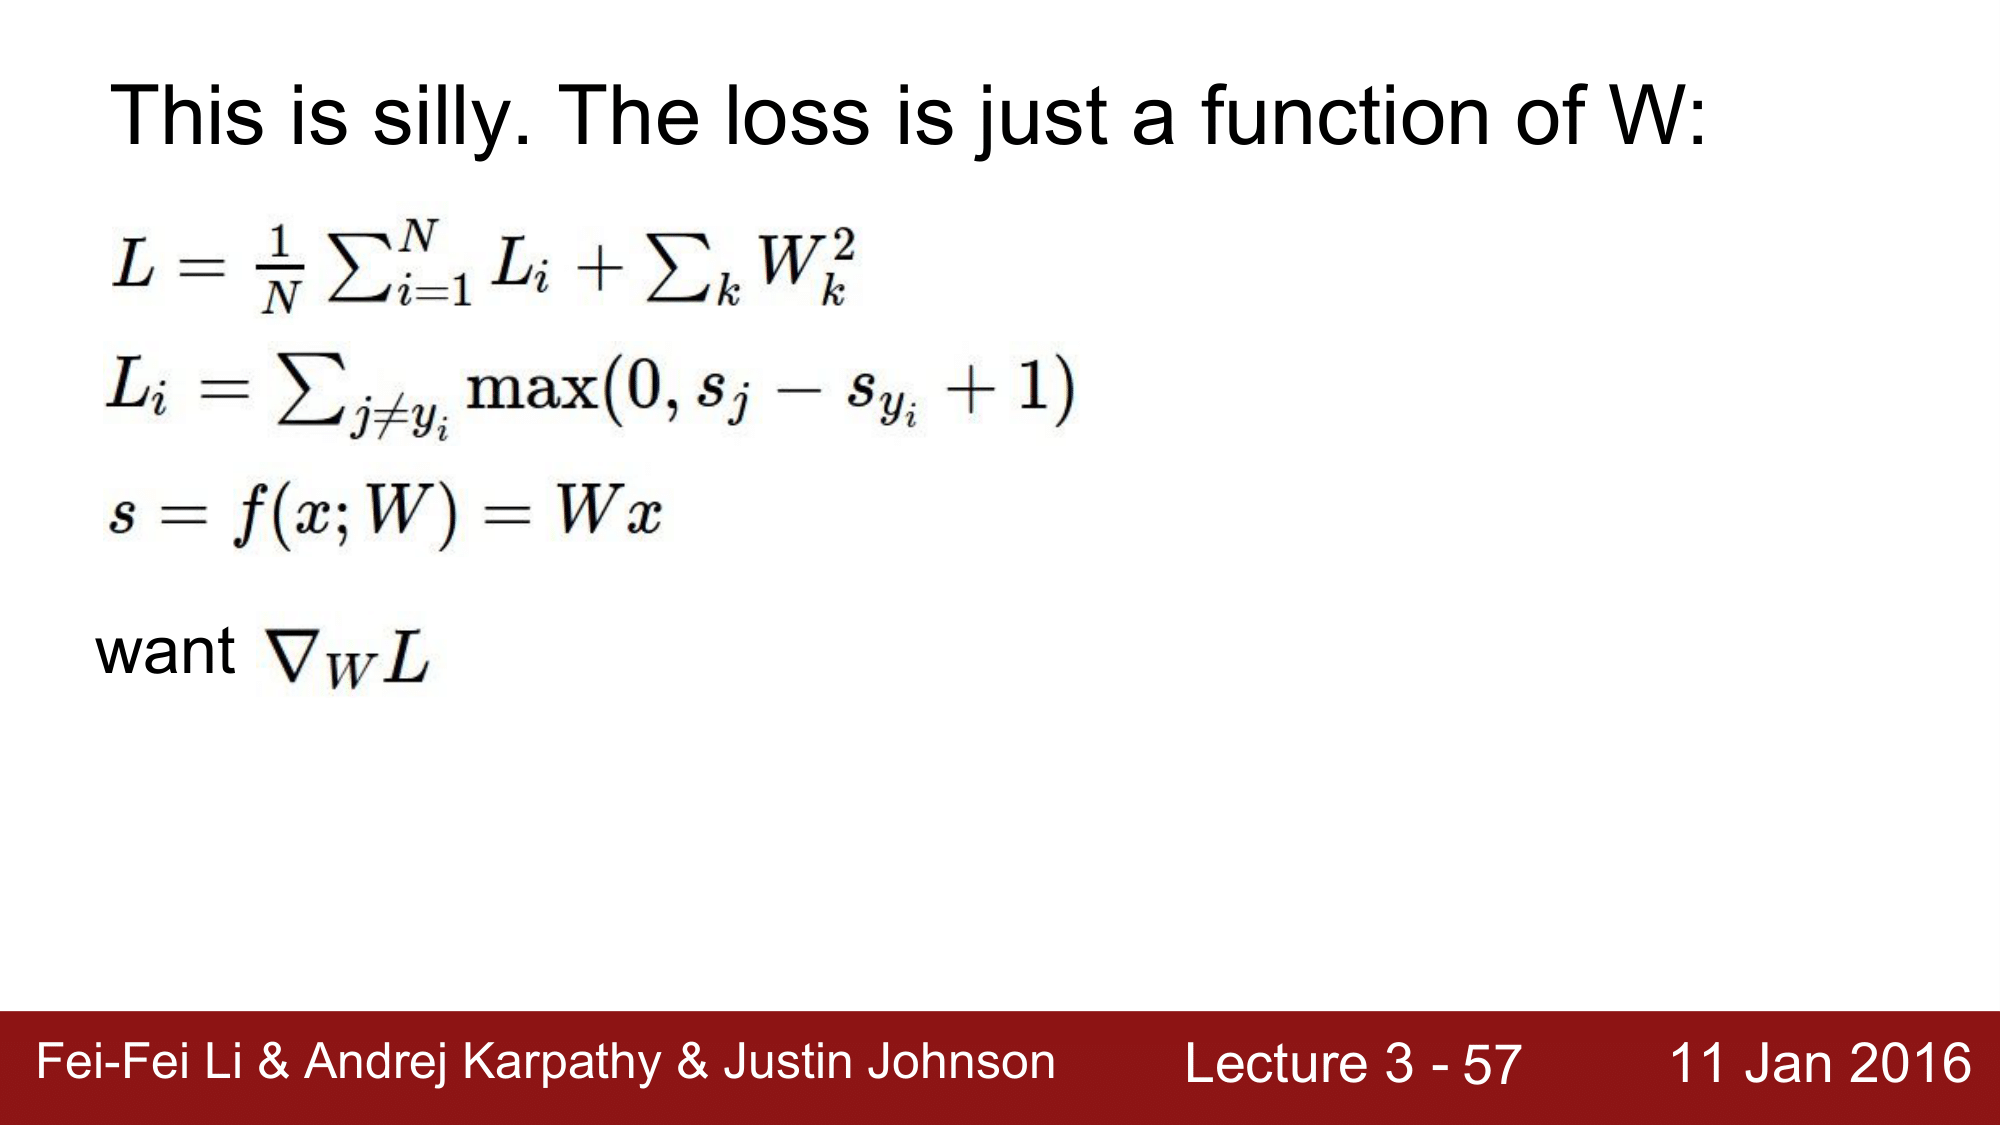 This is silly. The loss is just a function of W:
L = \frac{1}{N} \sum_{i=1}^{N} L_i + \sum_k W_k^2
L_i = \sum_{j \neq y_i} \max(0, s_j - s_{y_i} + 1)
s = f(x; W) = Wx
want \nabla_W L
Fei-Fei Li & Andrej Karpathy & Justin Johnson Lecture 3 - 57 11 Jan 2016